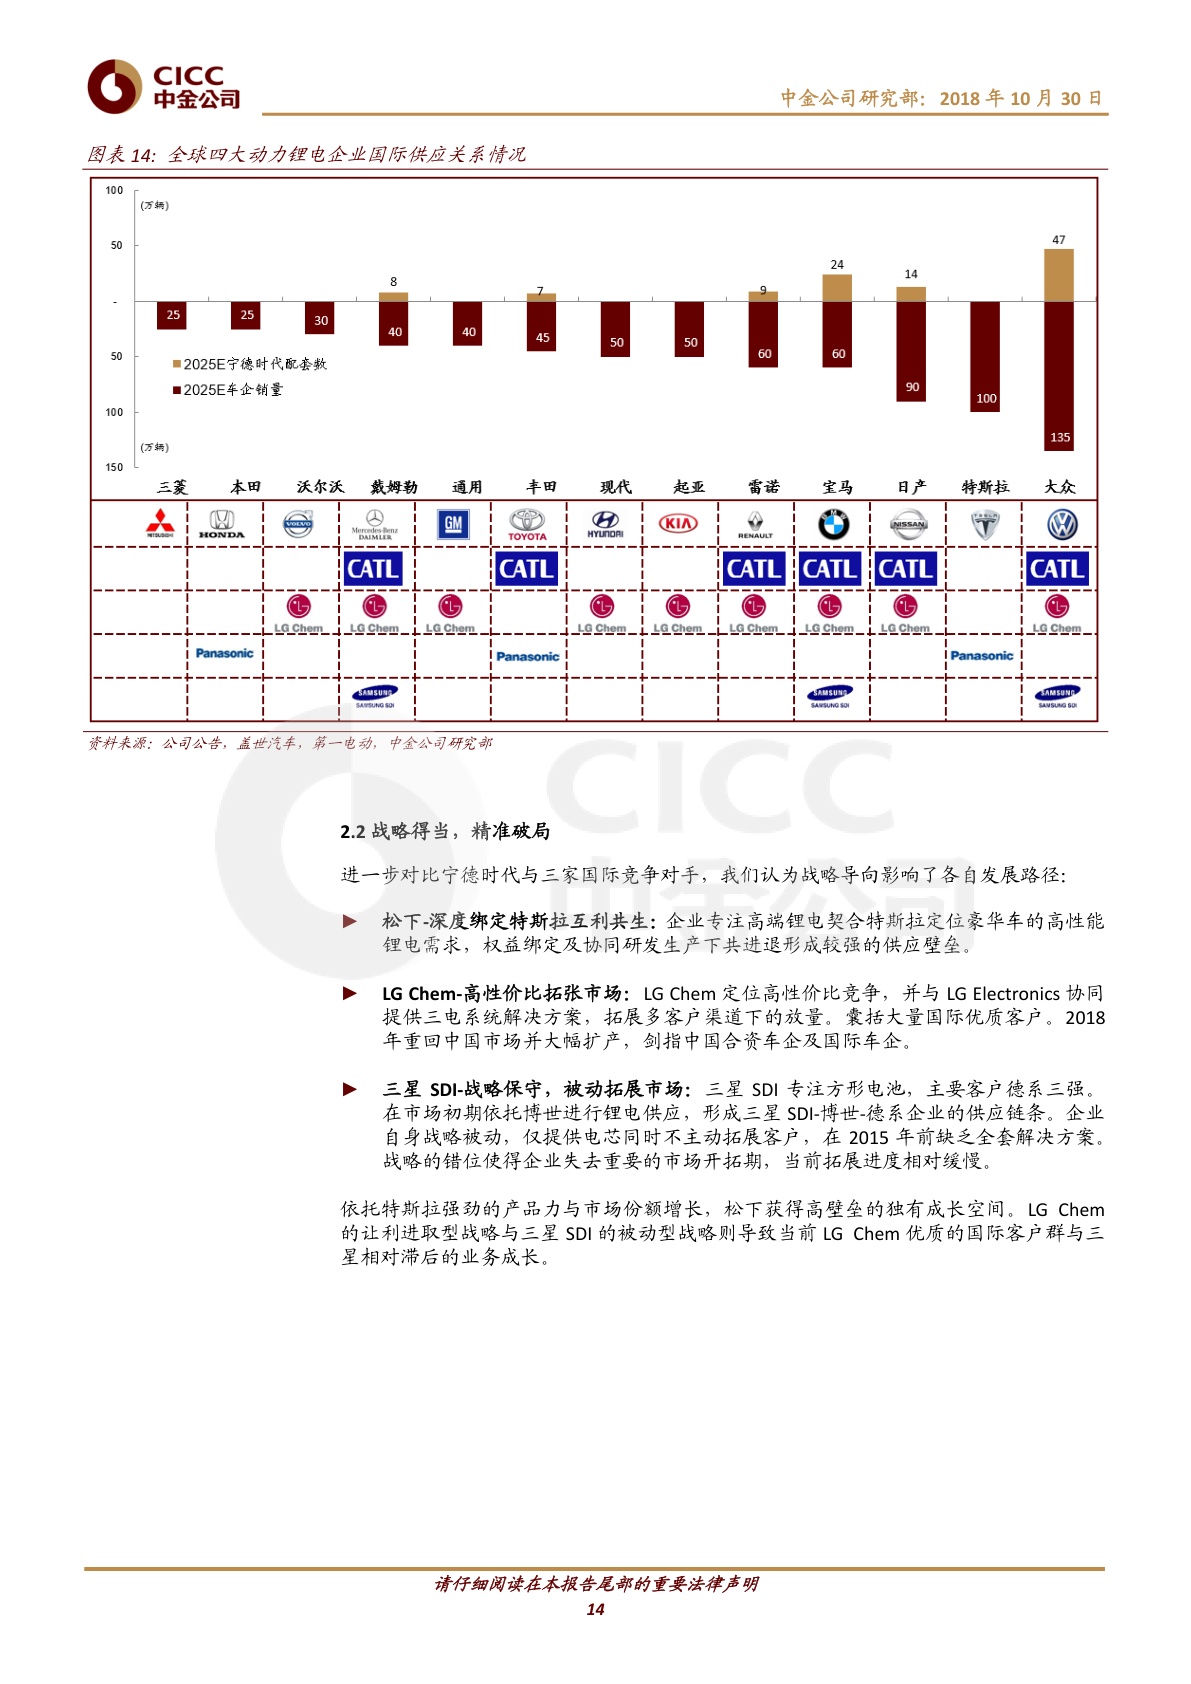 CICC
中金公司
中金公司研究部：2018 年 10 月 30 日
图表 14：全球四大动力锂电企业国际供应关系情况
100
(万辆)
50
-
50
100
150
(万辆)
8 7 9 24 14 47
25 25 30 40 40 45 50 50 60 60 90 100 135
2025E宁德时代配套数
2025E车企销量
三菱 本田 沃尔沃 戴姆勒 通用 丰田 现代 起亚 雷诺 宝马 日产 特斯拉 大众
MITSUBISHI HONDA VOLVO Mercedes-Benz DAIMLER GM TOYOTA HYUNDAI KIA RENAULT BMW NISSAN TESLA
CATL CATL CATL CATL CATL CATL
LG Chem LG Chem LG Chem LG Chem LG Chem LG Chem LG Chem LG Chem LG Chem
Panasonic Panasonic Panasonic
SAMSUNG SAMSUNG SDI SAMSUNG SAMSUNG SDI SAMSUNG SAMSUNG SDI
资料来源：公司公告，盖世汽车，第一电动，中金公司研究部
CICC
中金公司
2.2 战略得当，精准破局
进一步对比宁德时代与三家国际竞争对手，我们认为战略导向影响了各自发展路径：
► 松下-深度绑定特斯拉互利共生：企业专注高端锂电契合特斯拉定位豪华车的高性能
锂电需求，权益绑定及协同研发生产下共进退形成较强的供应壁垒。
► LG Chem-高性价比拓张市场：LG Chem 定位高性价比竞争，并与 LG Electronics 协同
提供三电系统解决方案，拓展多客户渠道下的放量。囊括大量国际优质客户。2018
年重回中国市场并大幅扩产，剑指中国合资车企及国际车企。
► 三星 SDI-战略保守，被动拓展市场：三星 SDI 专注方形电池，主要客户德系三强。
在市场初期依托博世进行锂电供应，形成三星 SDI-博世-德系企业的供应链条。企业
自身战略被动，仅提供电芯同时不主动拓展客户，在 2015 年前缺乏全套解决方案。
战略的错位使得企业失去重要的市场开拓期，当前拓展进度相对缓慢。
依托特斯拉强劲的产品力与市场份额增长，松下获得高壁垒的独有成长空间。LG Chem
的让利进取型战略与三星 SDI 的被动型战略则导致当前 LG Chem 优质的国际客户群与三
星相对滞后的业务成长。
请仔细阅读在本报告尾部的重要法律声明
14